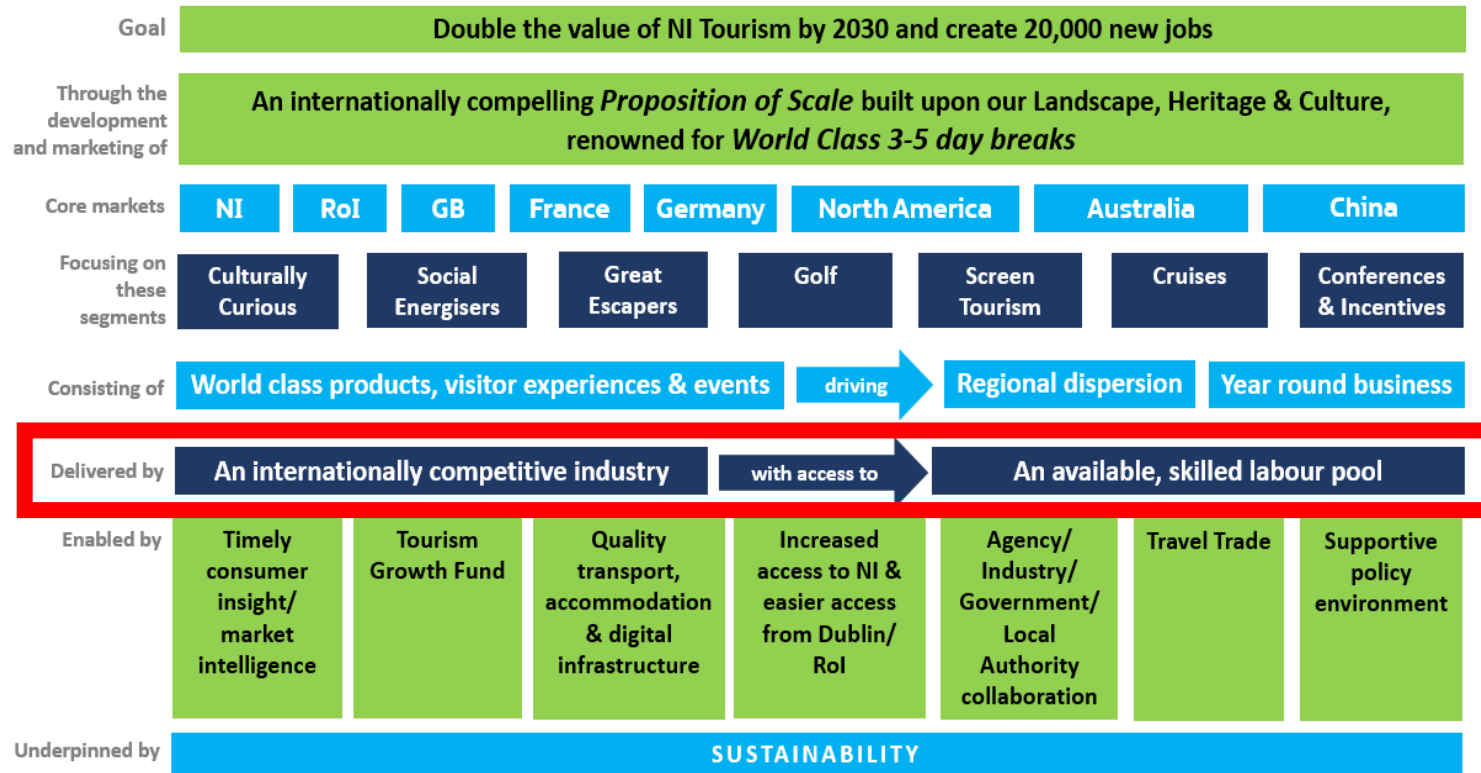 Goal
Double the value of NI Tourism by 2030 and create 20,000 new jobs
Through the
development
and marketing of
An internationally compelling Proposition of Scale built upon our Landscape, Heritage & Culture,
renowned for World Class 3-5 day breaks
Core markets
NI
RoI
GB
France
Germany
North America
Australia
China
Focusing on
these
segments
Culturally
Curious
Social
Energisers
Great
Escapers
Golf
Screen
Tourism
Cruises
Conferences
& Incentives
Consisting of
World class products, visitor experiences & events
driving
Regional dispersion
Year round business
Delivered by
An internationally competitive industry
with access to
An available, skilled labour pool
Enabled by
Timely
consumer
insight/
market
intelligence
Tourism
Growth Fund
Quality
transport,
accommodation
& digital
infrastructure
Increased
access to NI &
easier access
from Dublin/
RoI
Agency/
Industry/
Government/
Local
Authority
collaboration
Travel Trade
Supportive
policy
environment
Underpinned by
SUSTAINABILITY